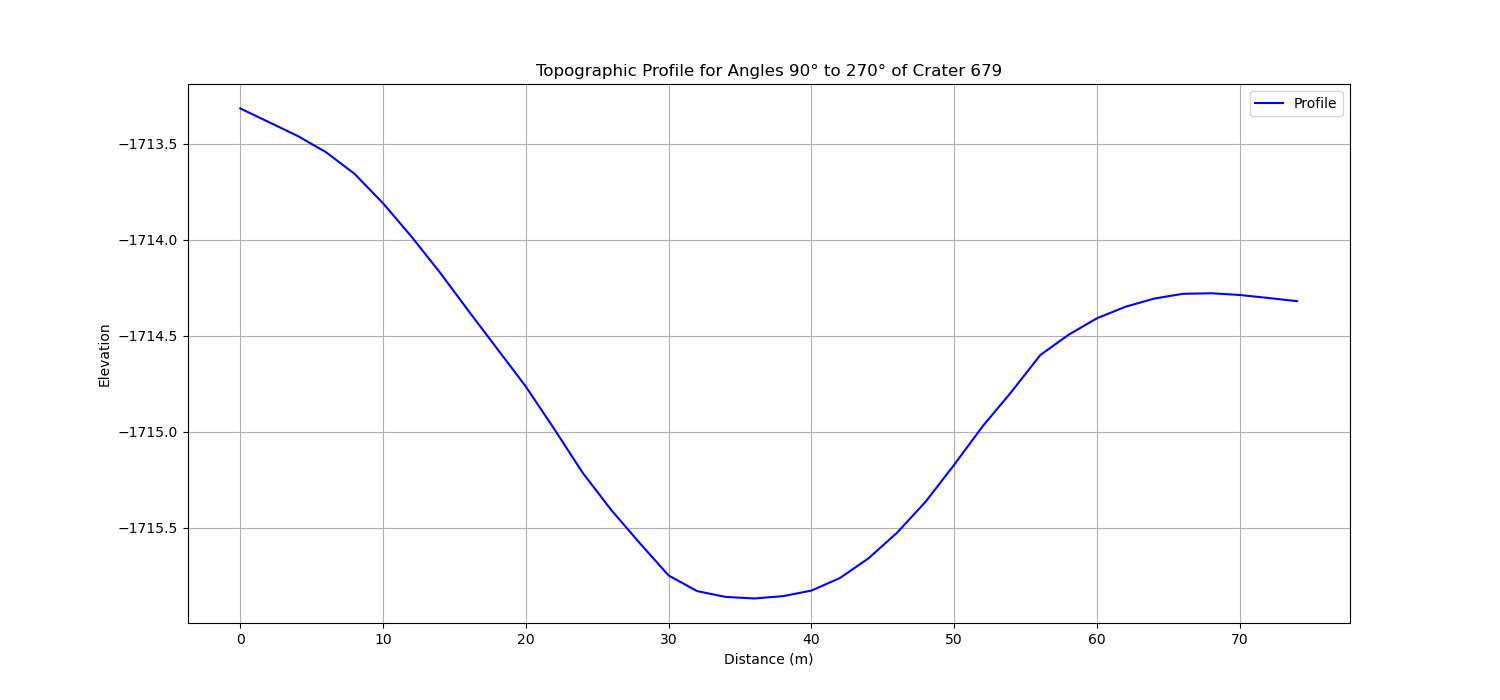 Topographic Profile for Angles 90° to 270° of Crater 679
Profile
−1713.5
−1714.0
−1714.5
−1715.0
−1715.5
Elevation
0 10 20 30 40 50 60 70
Distance (m)